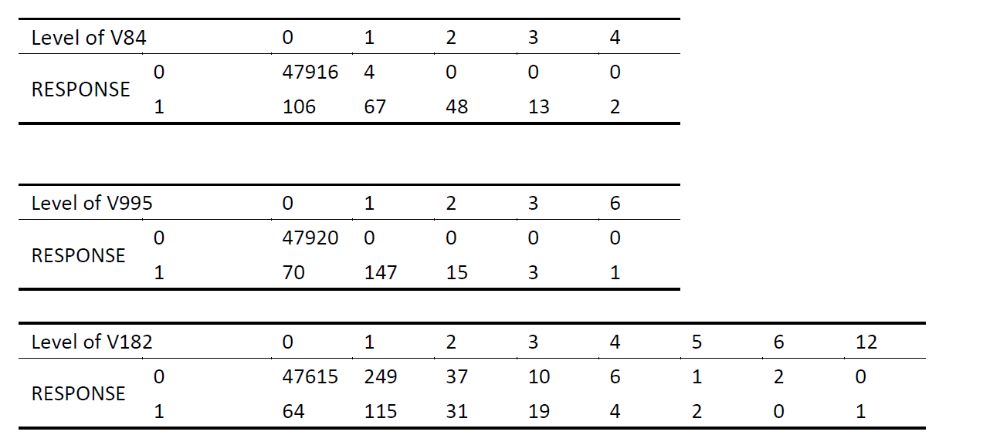 Level of V84 0 1 2 3 4
RESPONSE 0 47916 4 0 0 0
1 106 67 48 13 2
Level of V995 0 1 2 3 6
RESPONSE 0 47920 0 0 0 0
1 70 147 15 3 1
Level of V182 0 1 2 3 4 5 6 12
RESPONSE 0 47615 249 37 10 6 1 2 0
1 64 115 31 19 4 2 0 1